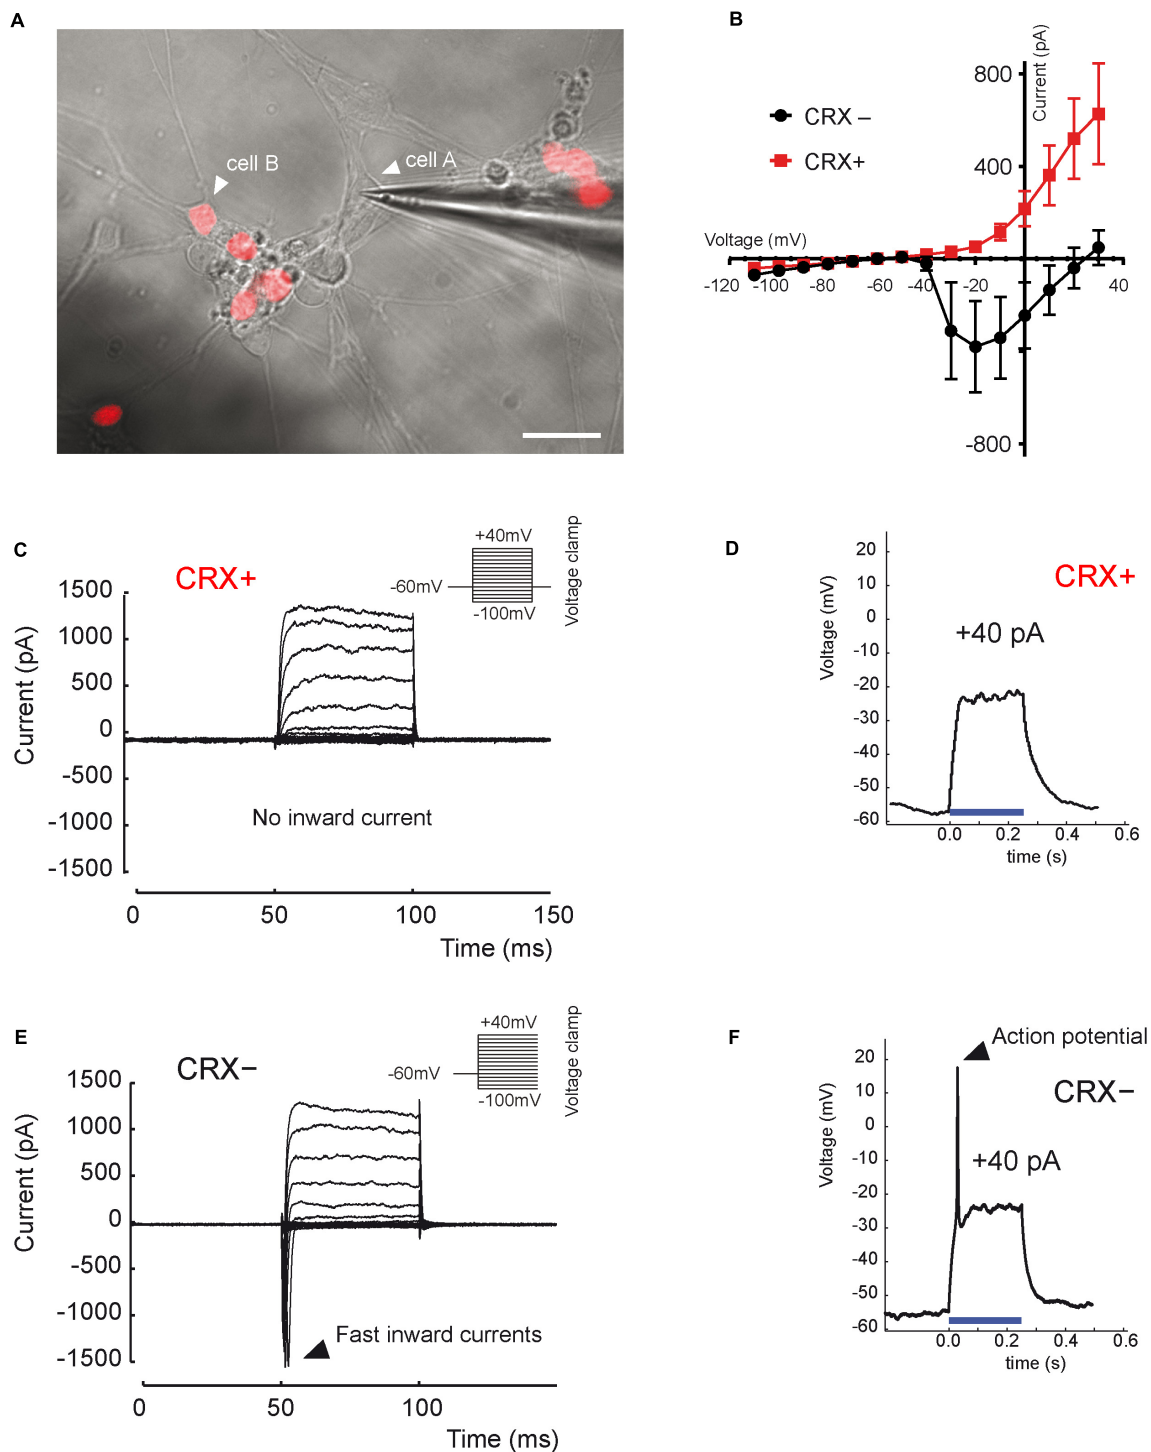 A
cell B
cell A
B
Current (pA)
800
400
-800
CRX –
CRX+
Voltage (mV)
-120
-100
-80
-60
-40
-20
40
C
CRX+
+40mV
-60mV
-100mV
Voltage clamp
Current (pA)
1500
1000
500
0
-500
-1000
-1500
No inward current
0
50
100
150
Time (ms)
D
CRX+
+40 pA
Voltage (mV)
20
10
0
-10
-20
-30
-40
-50
-60
0.0
0.2
0.4
0.6
time (s)
E
CRX–
+40mV
-60mV
-100mV
Voltage clamp
Current (pA)
1500
1000
500
0
-500
-1000
-1500
Fast inward currents
0
50
100
Time (ms)
F
Action potential
CRX–
+40 pA
Voltage (mV)
20
10
0
-10
-20
-30
-40
-50
-60
0.0
0.2
0.4
0.6
time (s)